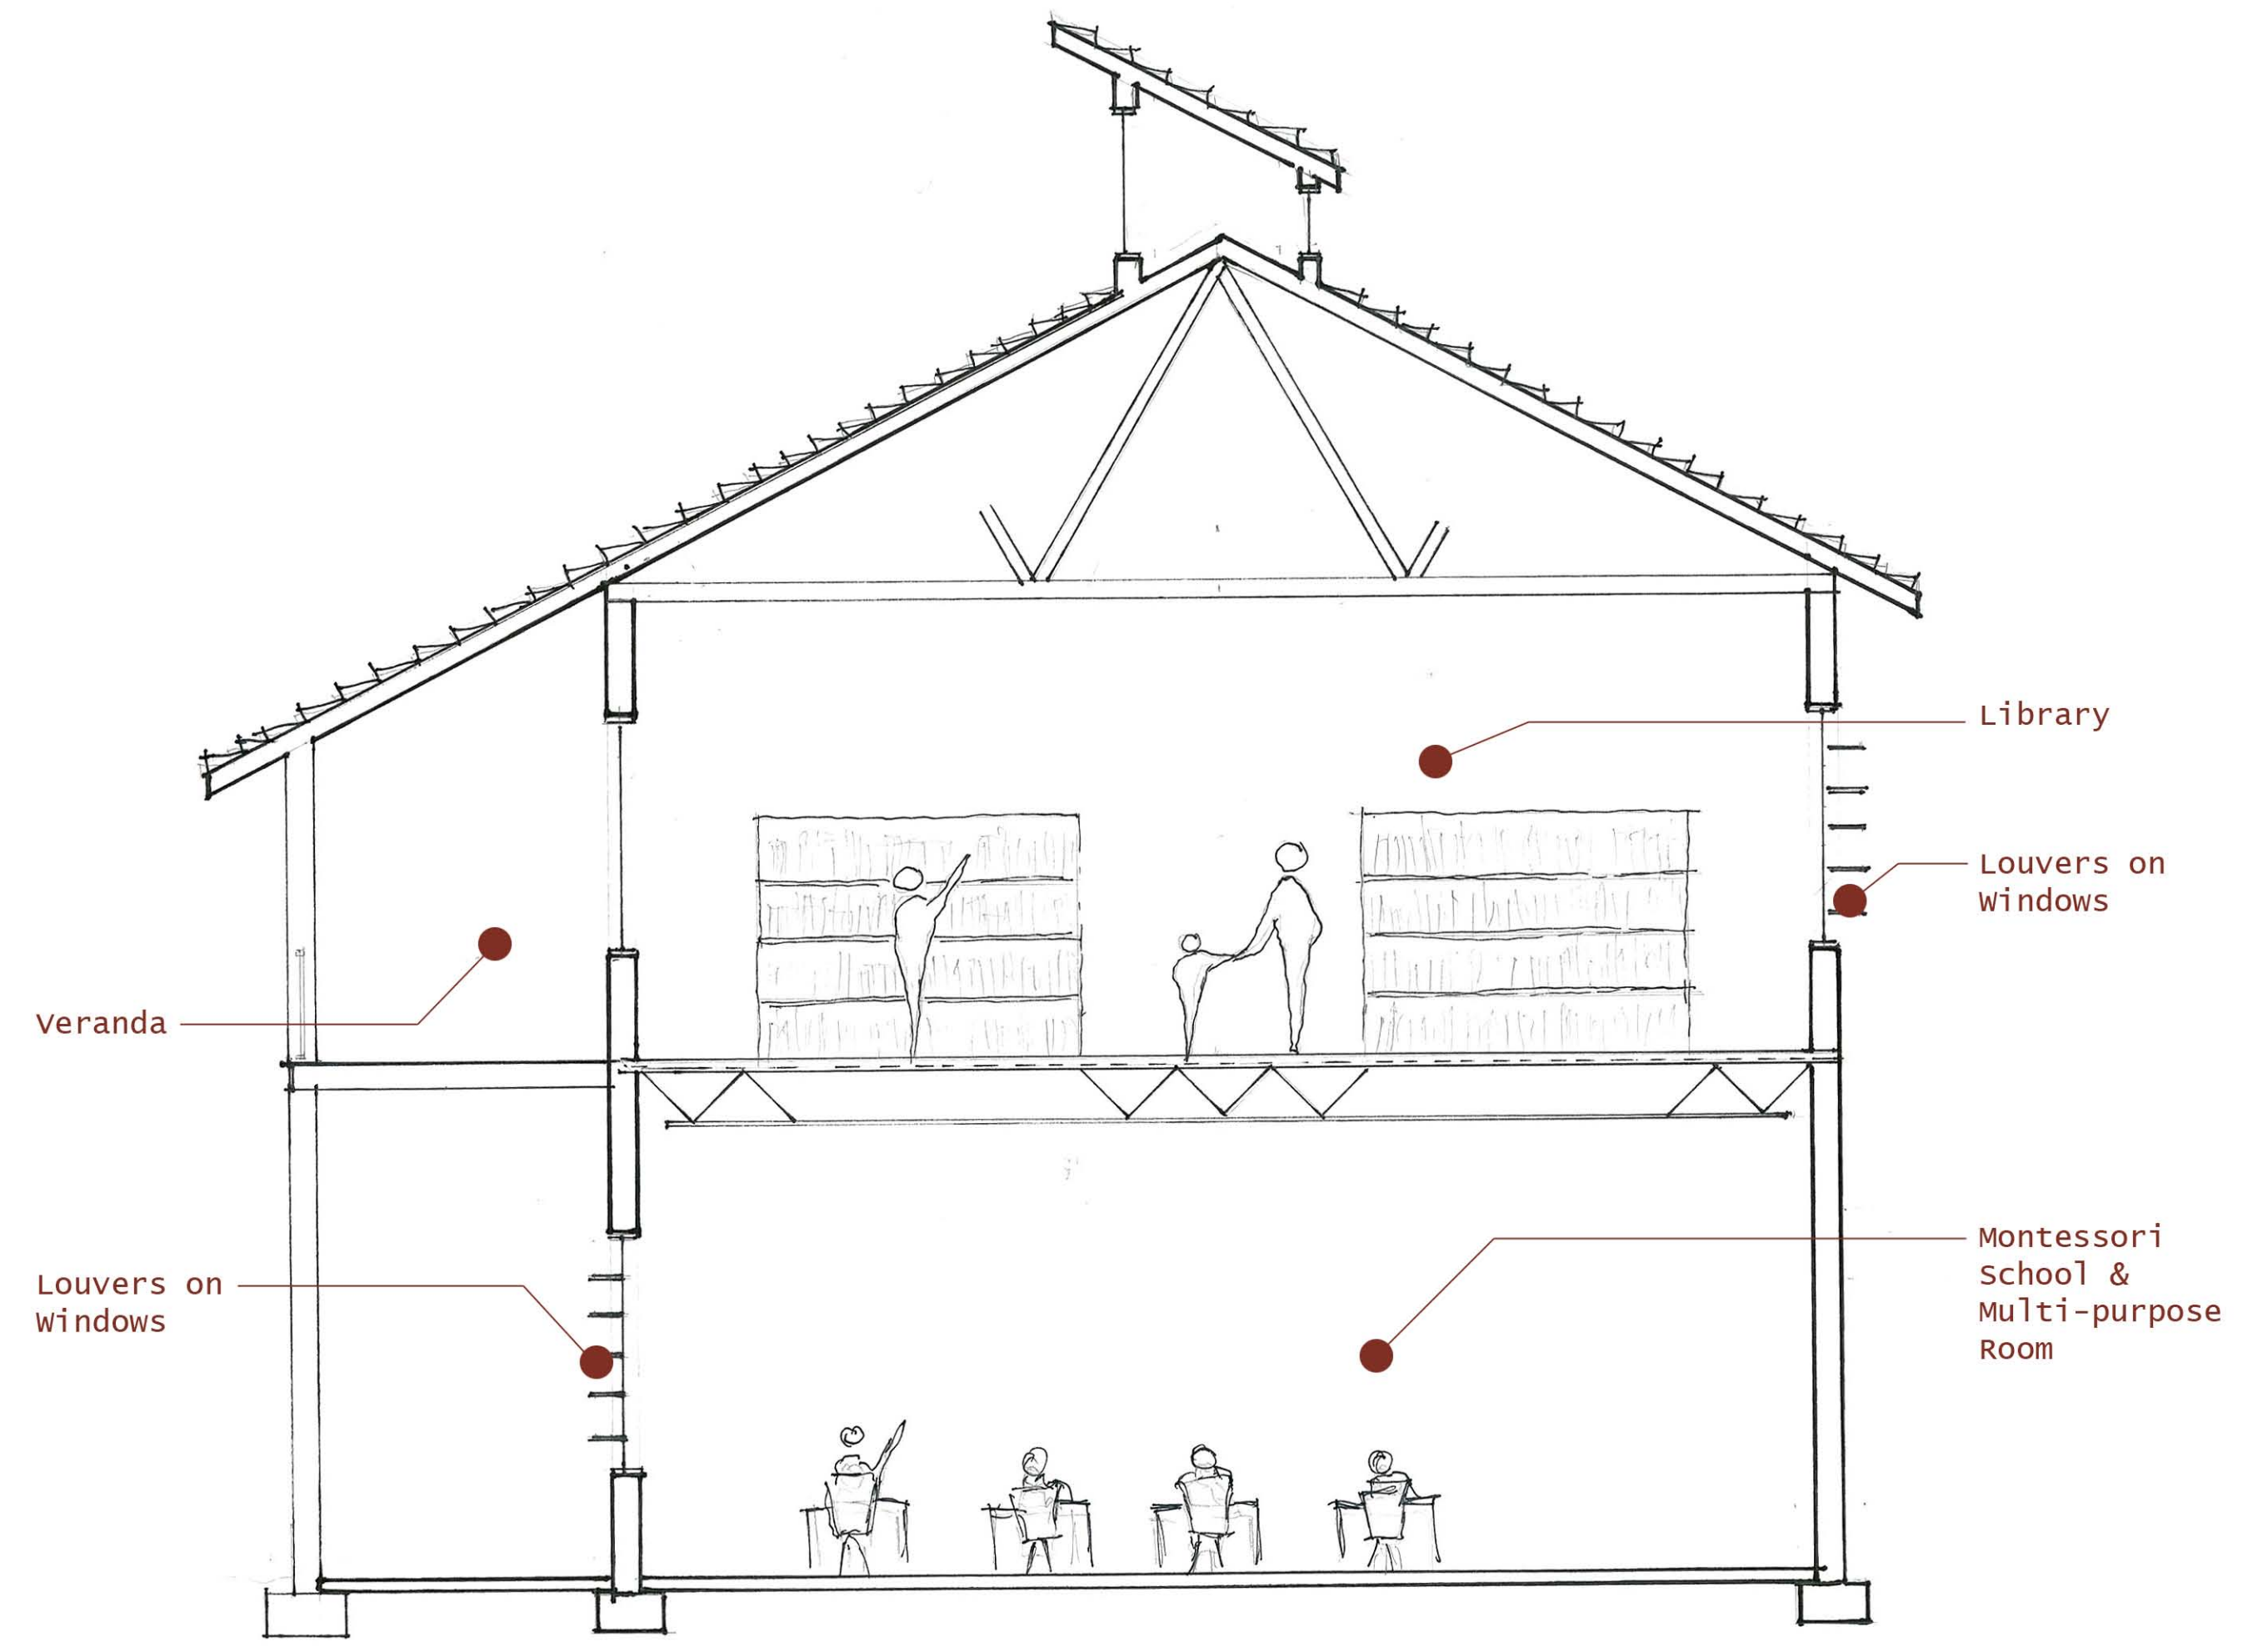 Library
Louvers on
Windows
Veranda
Louvers on
Windows
Montessori
School &
Multi-purpose
Room